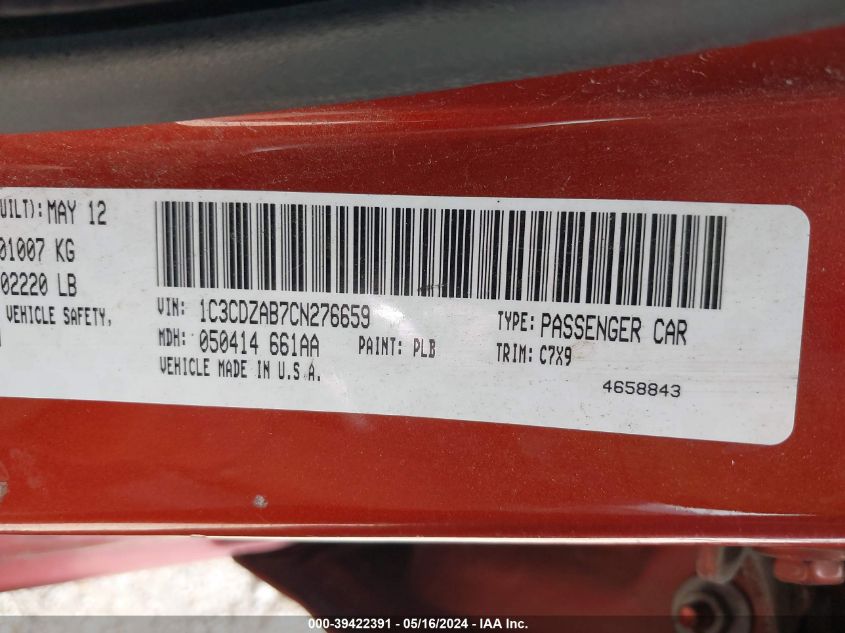 UILT): MAY 12
01007 KG
02220 LB
VEHICLE SAFETY,
VIN: 1C3CDZAB7CN276659
TYPE: PASSENGER CAR
MDH: 050414 661AA PAINT: PLB
TRIM: C7X9
VEHICLE MADE IN U.S.A.
4658843
000-39422391 - 05/16/2024 - IAA Inc.